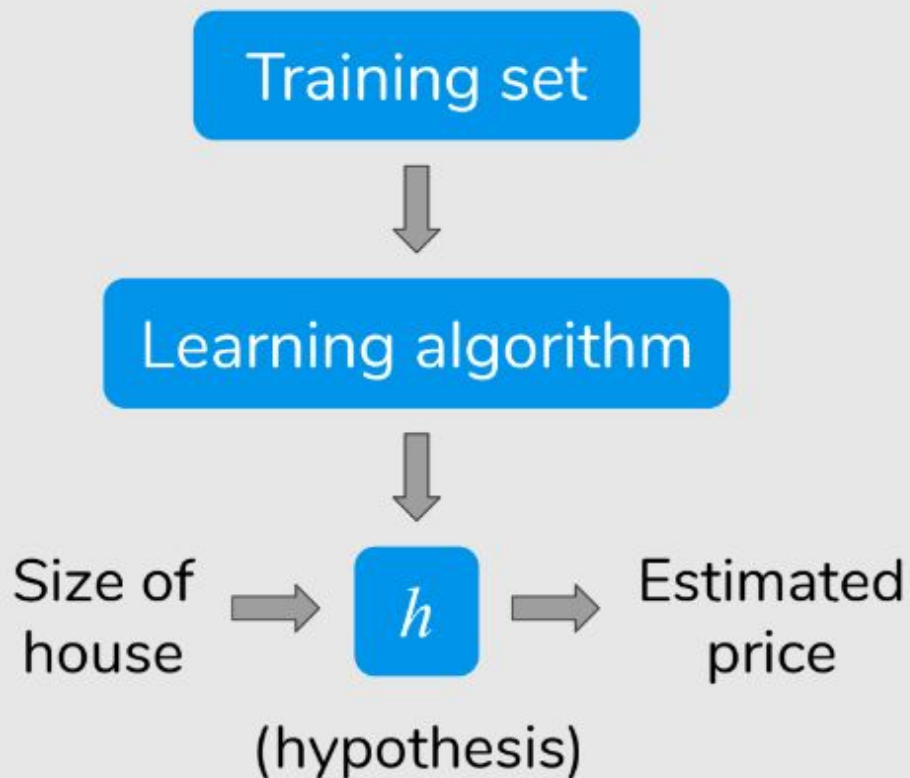 Training set
Learning algorithm
Size of
house
h
Estimated
price
(hypothesis)